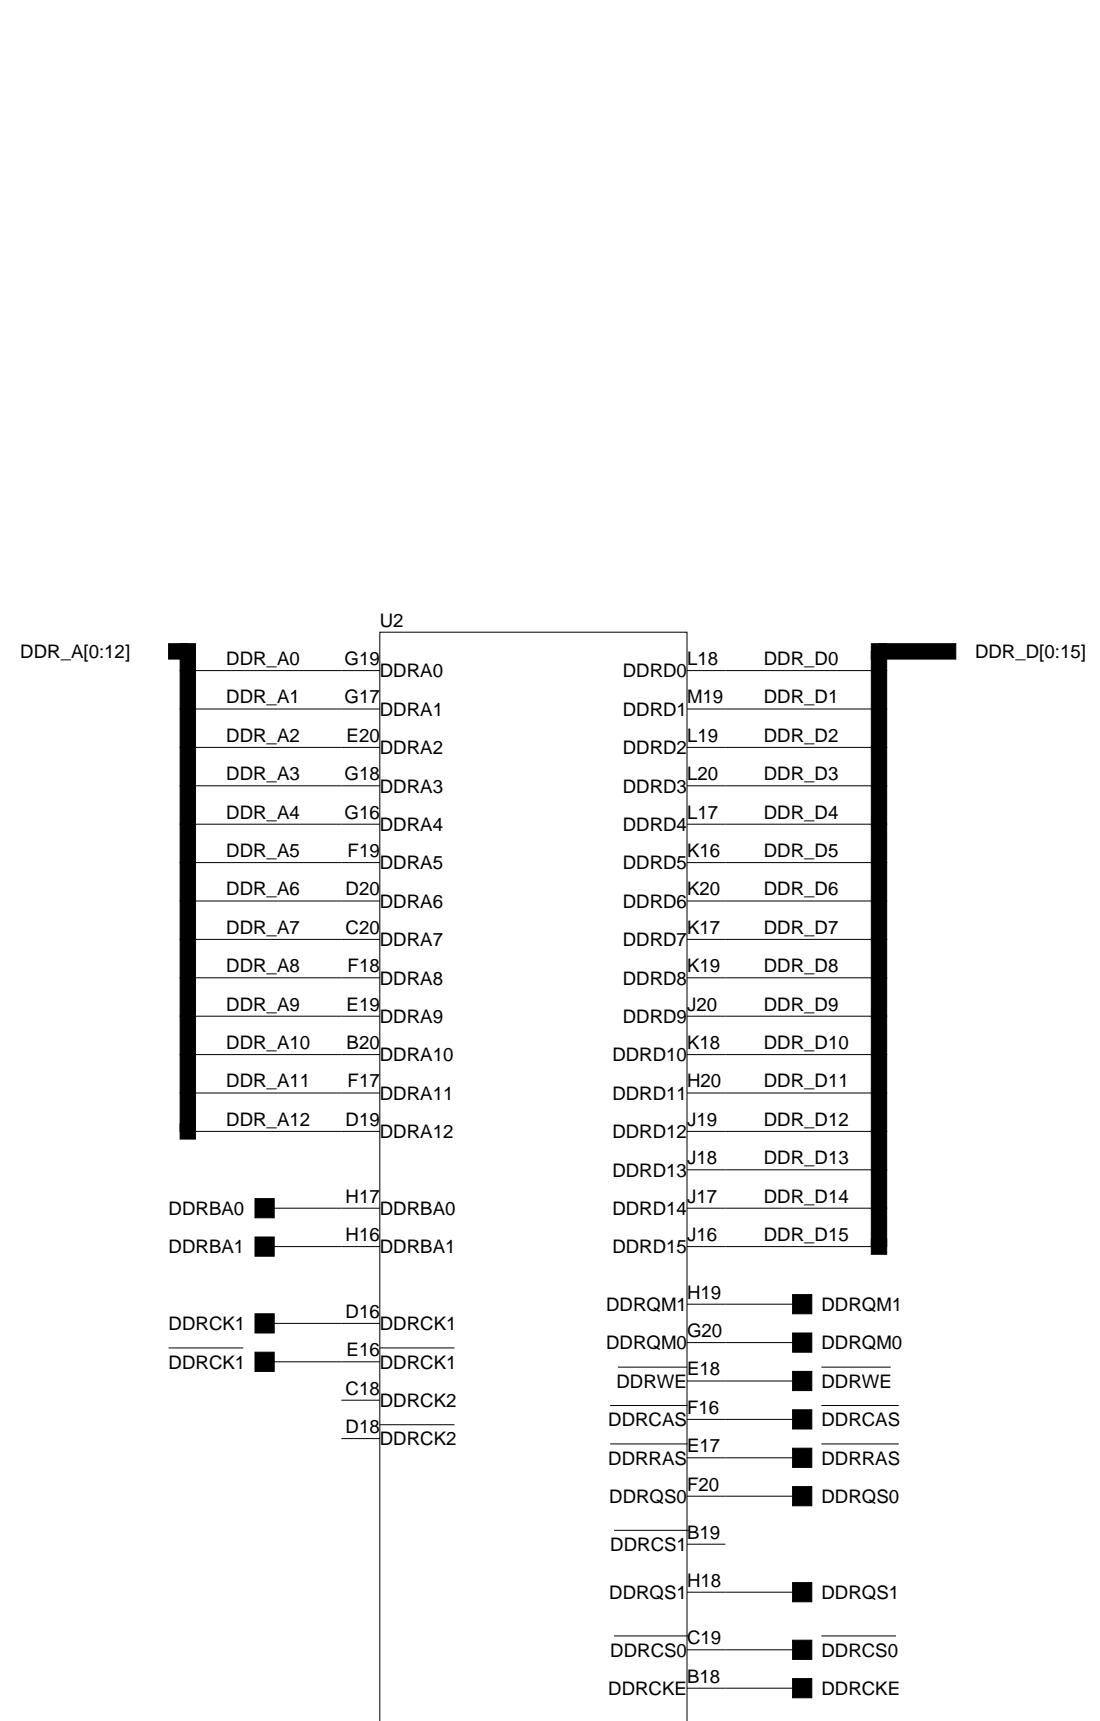 U2
DDR_A[0:12]
DDR_D[0:15]
DDR_A0 G19 DDRA0
DDR_A1 G17 DDRA1
DDR_A2 E20 DDRA2
DDR_A3 G18 DDRA3
DDR_A4 G16 DDRA4
DDR_A5 F19 DDRA5
DDR_A6 D20 DDRA6
DDR_A7 C20 DDRA7
DDR_A8 F18 DDRA8
DDR_A9 E19 DDRA9
DDR_A10 B20 DDRA10
DDR_A11 F17 DDRA11
DDR_A12 D19 DDRA12
DDRBA0 H17 DDRBA0
DDRBA1 H16 DDRBA1
DDRCK1 D16 DDRCK1
DDRCK1 E16 DDRCK1
C18 DDRCK2
D18 DDRCK2
DDRD0 L18 DDR_D0
DDRD1 M19 DDR_D1
DDRD2 L19 DDR_D2
DDRD3 L20 DDR_D3
DDRD4 L17 DDR_D4
DDRD5 K16 DDR_D5
DDRD6 K20 DDR_D6
DDRD7 K17 DDR_D7
DDRD8 K19 DDR_D8
DDRD9 J20 DDR_D9
DDRD10 K18 DDR_D10
DDRD11 H20 DDR_D11
DDRD12 J19 DDR_D12
DDRD13 J18 DDR_D13
DDRD14 J17 DDR_D14
DDRD15 J16 DDR_D15
DDRQM1 H19 DDRQM1
DDRQM0 G20 DDRQM0
DDRWE E18 DDRWE
DDRCAS F16 DDRCAS
DDRRAS E17 DDRRAS
DDRQS0 F20 DDRQS0
DDRCS1 B19
DDRQS1 H18 DDRQS1
DDRCS0 C19 DDRCS0
DDRCKE B18 DDRCKE